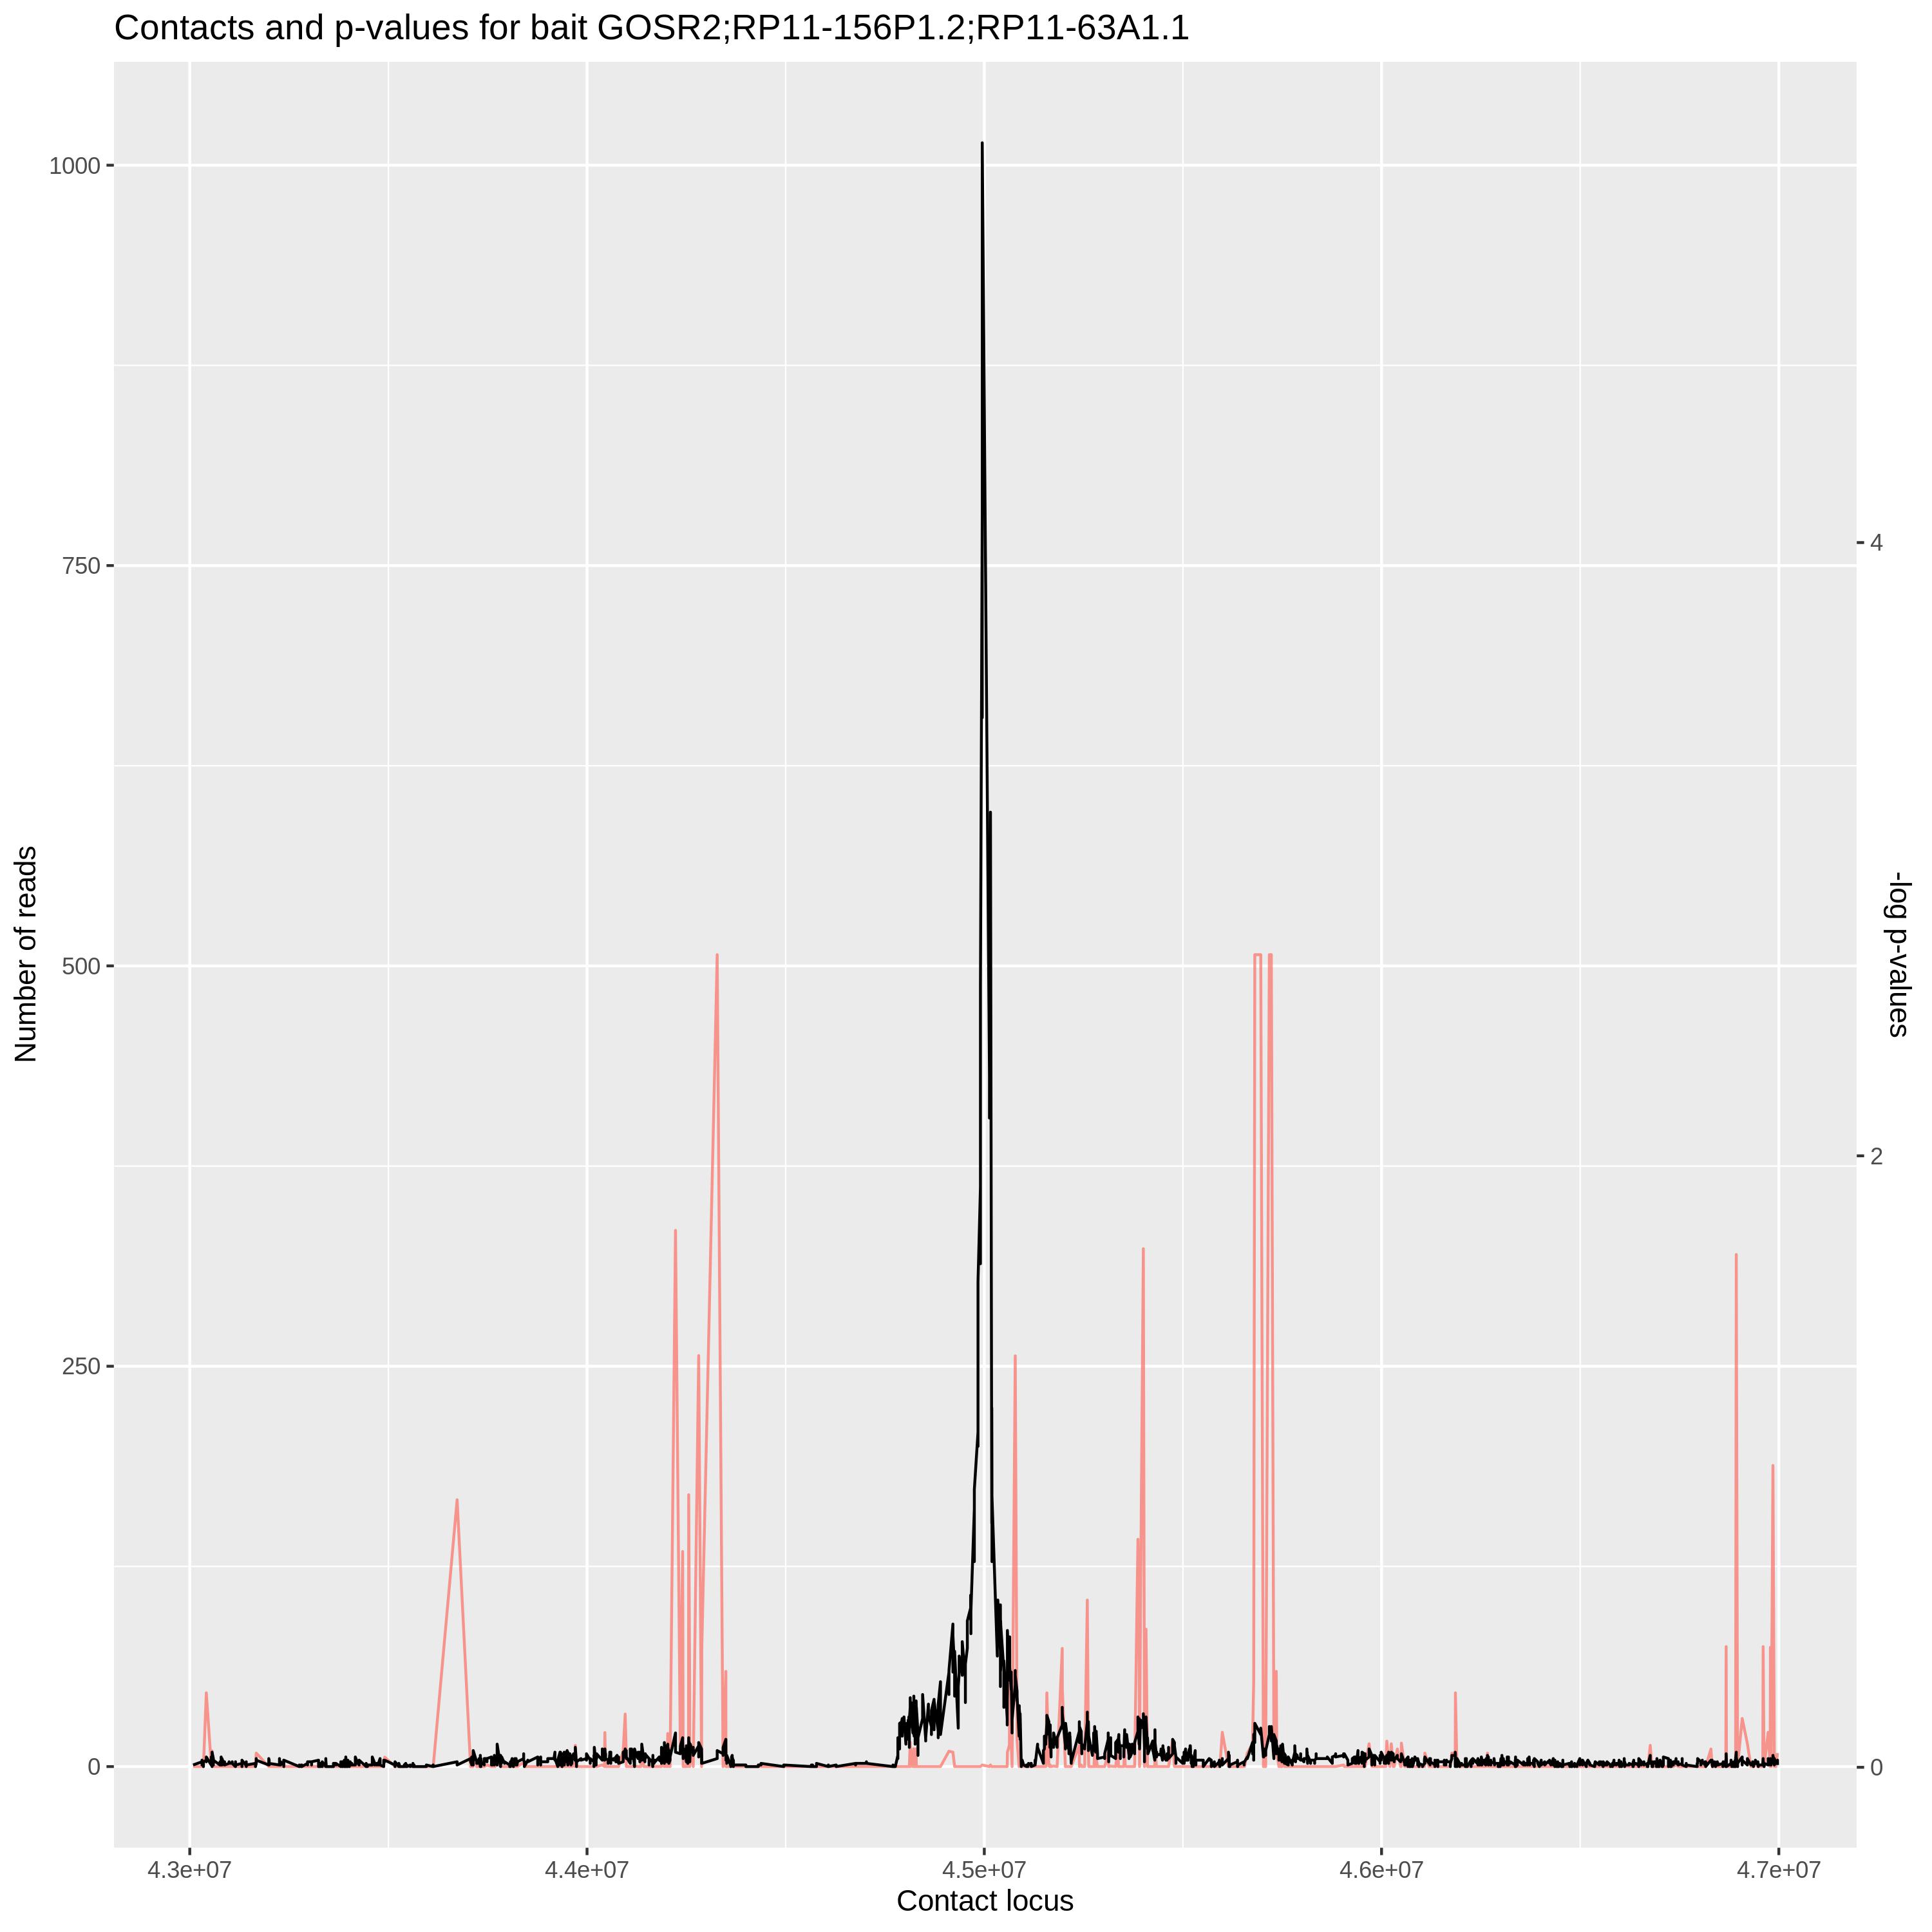 Contacts and p-values for bait GOSR2;RP11-156P1.2;RP11-63A1.1
1000
750
500
250
0
Number of reads
4
2
0
-log p-values
4.3e+07
4.4e+07
4.5e+07
4.6e+07
4.7e+07
Contact locus